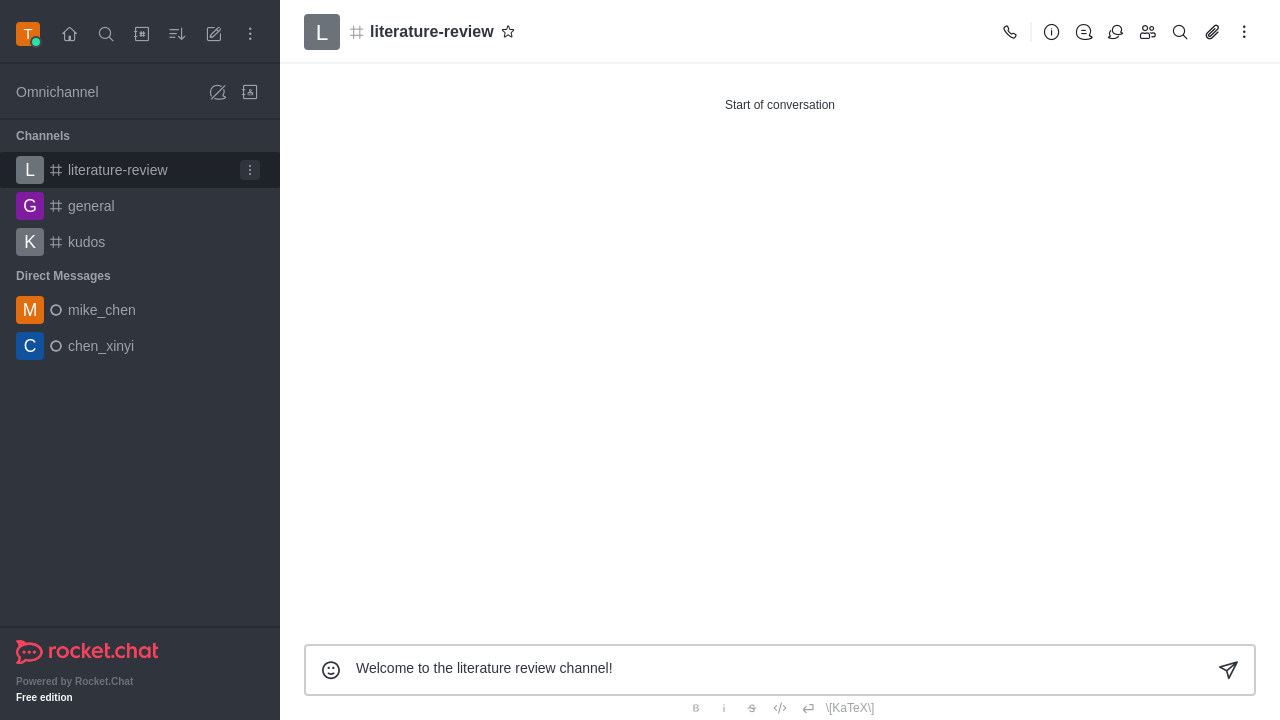 T
Omnichannel
Channels
L literature-review
G general
K kudos
Direct Messages
M mike_chen
C chen_xinyi
rocket.chat
Powered by Rocket.Chat
Free edition
L literature-review
Start of conversation
Welcome to the literature review channel!
B i S \[KaTeX\]